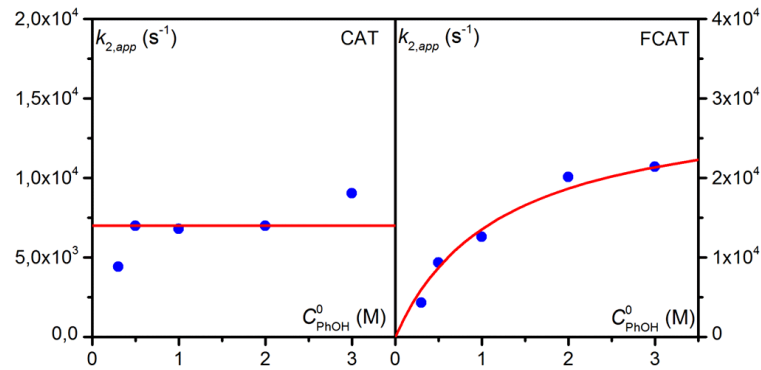 2,0x10⁴
k₂,app (s⁻¹)
CAT
1,5x10⁴
1,0x10⁴
5,0x10³
0,0
C⁰PhOH (M)
0
1
2
3
k₂,app (s⁻¹)
FCAT
4x10⁴
3x10⁴
2x10⁴
1x10⁴
0
C⁰PhOH (M)
0
1
2
3